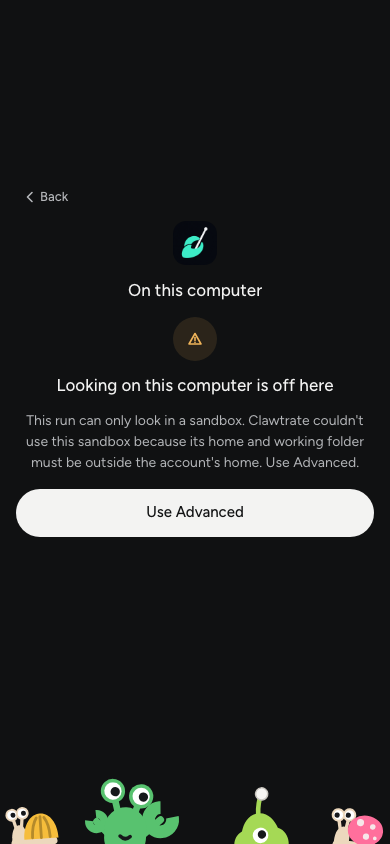 Back
On this computer
Looking on this computer is off here
This run can only look in a sandbox. Clawtrate couldn't
use this sandbox because its home and working folder
must be outside the account's home. Use Advanced.
Use Advanced